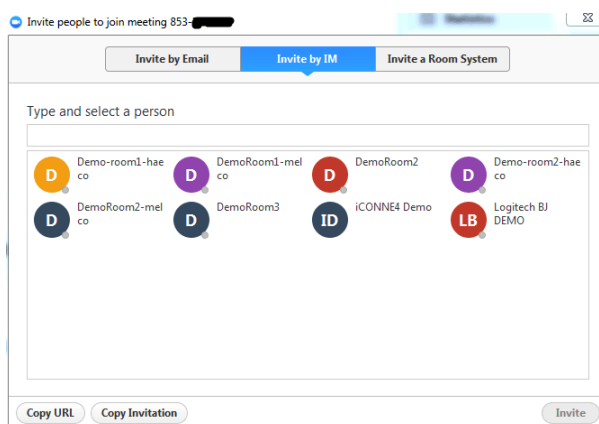 Invite people to join meeting 853-
Invite by Email Invite by IM Invite a Room System
Type and select a person
D Demo-room1-hae
co
D DemoRoom1-mel
co
D DemoRoom2
D Demo-room2-hae
co
D DemoRoom2-mel
co
D DemoRoom3
ID iCONNE4 Demo
LB Logitech BJ
DEMO
Copy URL Copy Invitation Invite